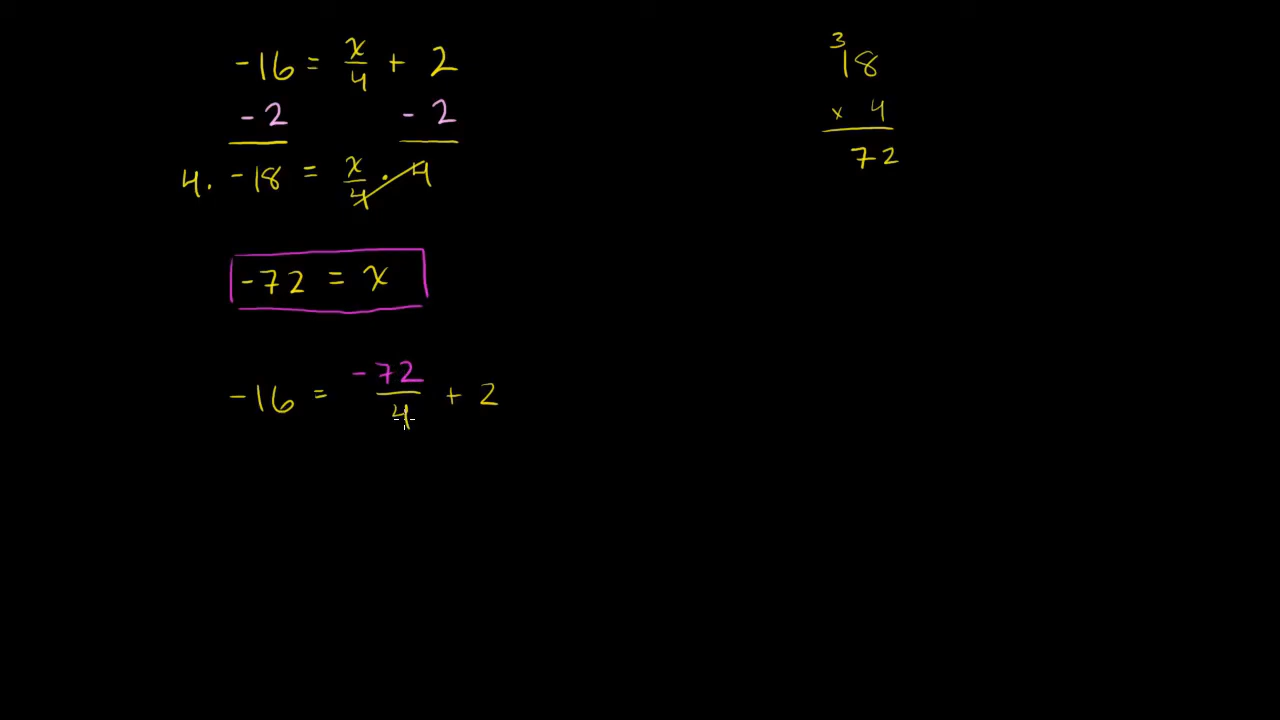 -16 = x/4 + 2
-2 -2
4. -18 = x/4 · 4
-72 = x
-16 = -72/4 + 2
3
18
x 4
72